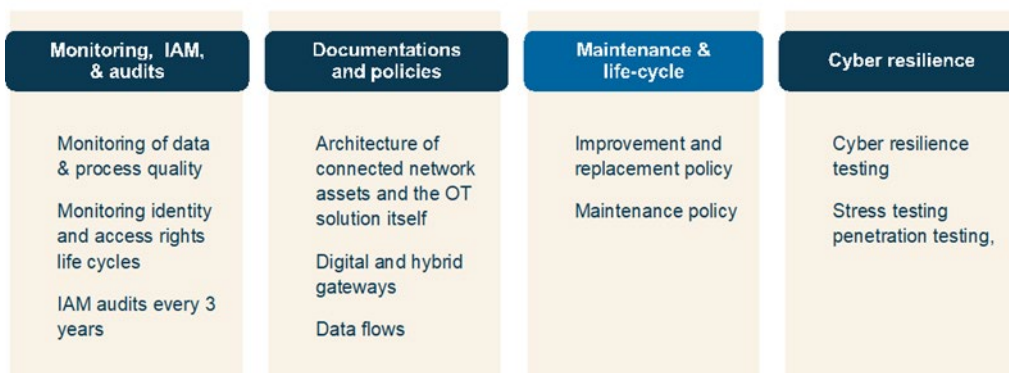 Monitoring, IAM,
& audits
Monitoring of data
& process quality
Monitoring identity
and access rights
life cycles
IAM audits every 3
years
Documentations
and policies
Architecture of
connected network
assets and the OT
solution itself
Digital and hybrid
gateways
Data flows
Maintenance &
life-cycle
Improvement and
replacement policy
Maintenance policy
Cyber resilience
Cyber resilience
testing
Stress testing
penetration testing,